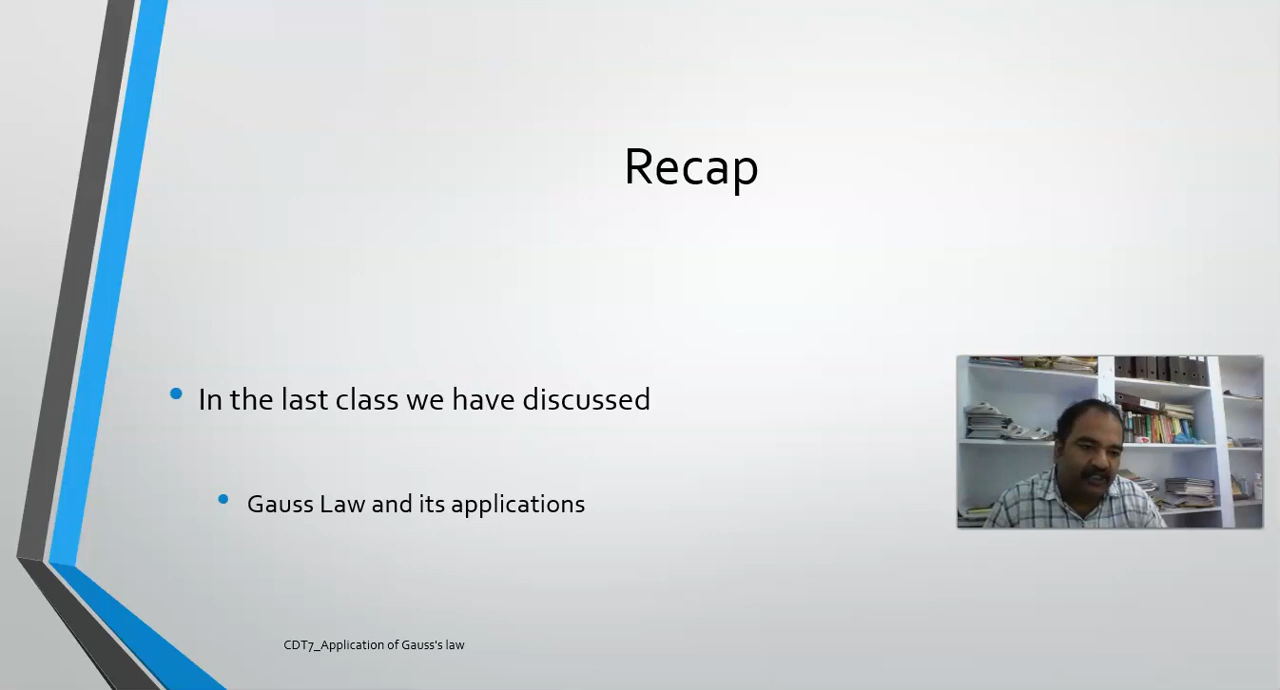 Recap
In the last class we have discussed
Gauss Law and its applications
CDT7_Application of Gauss's law